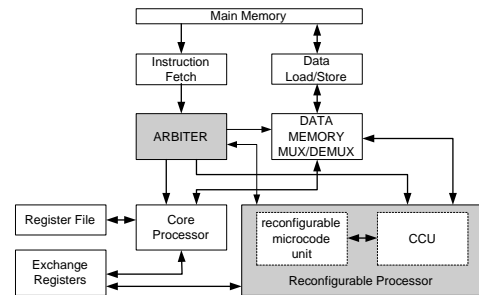 Main Memory
Instruction
Fetch
Data
Load/Store
ARBITER
DATA
MEMORY
MUX/DEMUX
Register File
Core
Processor
reconfigurable
microcode
unit
CCU
Exchange
Registers
Reconfigurable Processor